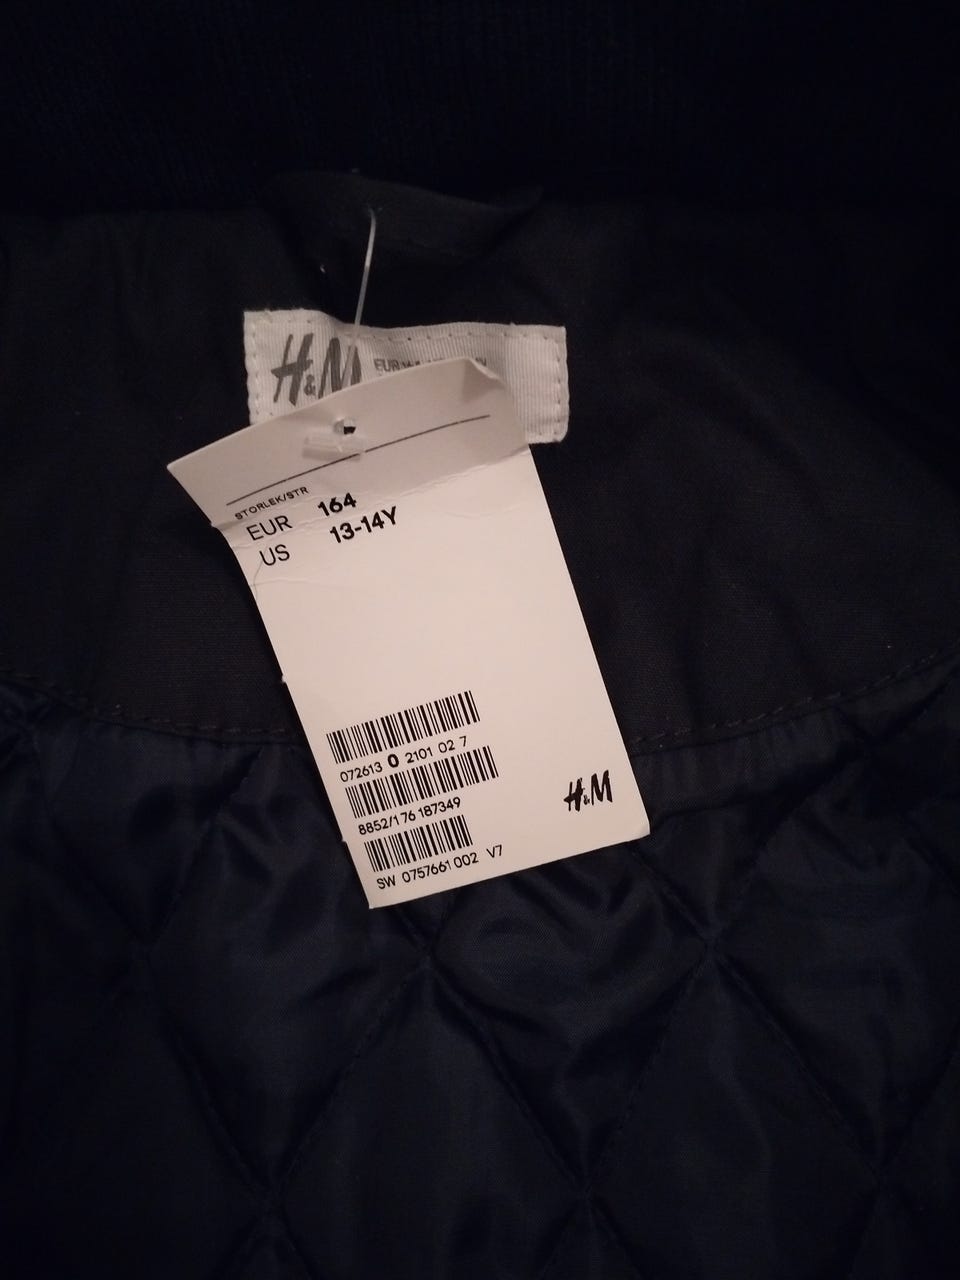 H&M
EUR
STORLEK/STR
EUR 164
US 13-14Y
072613 0 2101 02 7
8852/1 76 187349
SW 0757661 002 V7
H&M